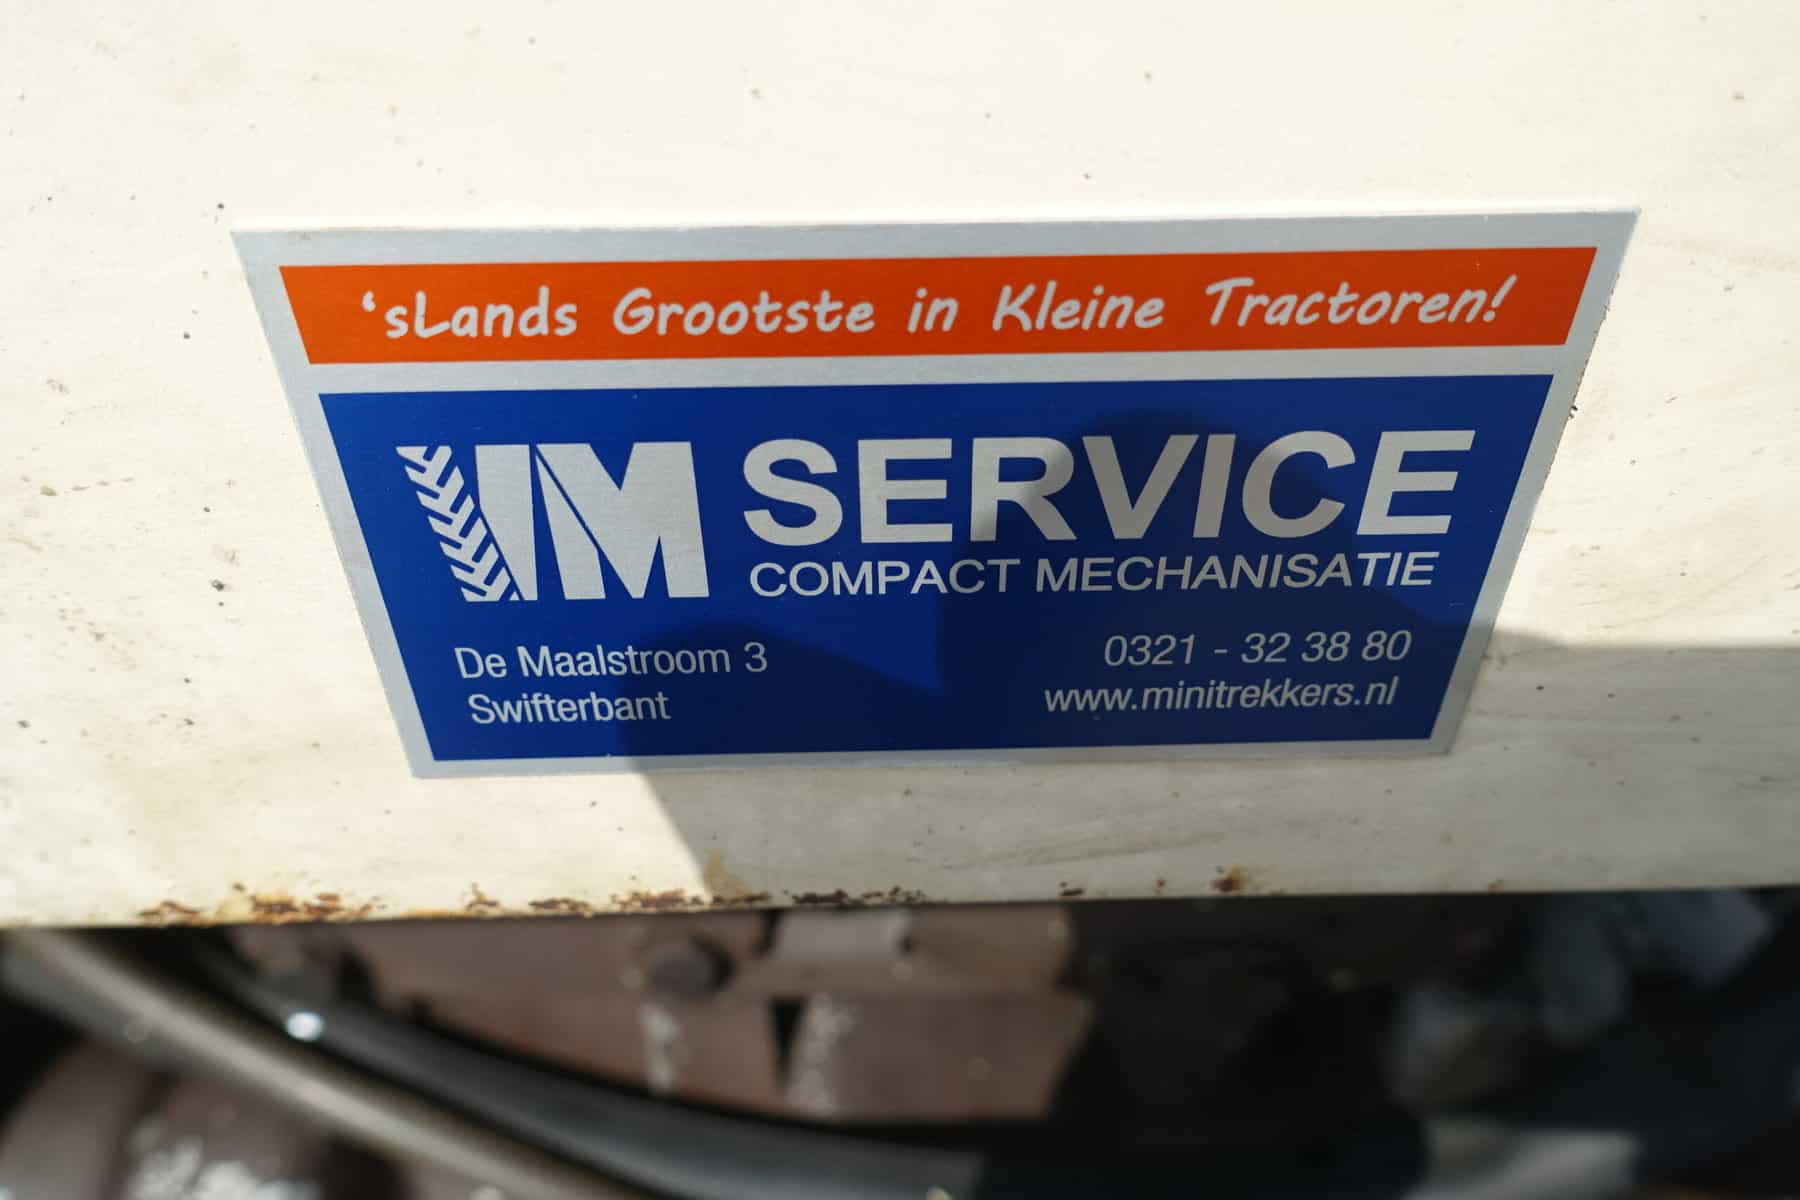 'sLands Grootste in Kleine Tractoren!
IM SERVICE
COMPACT MECHANISATIE
De Maalstroom 3
Swifterbant
0321 - 32 38 80
www.minitrekkers.nl